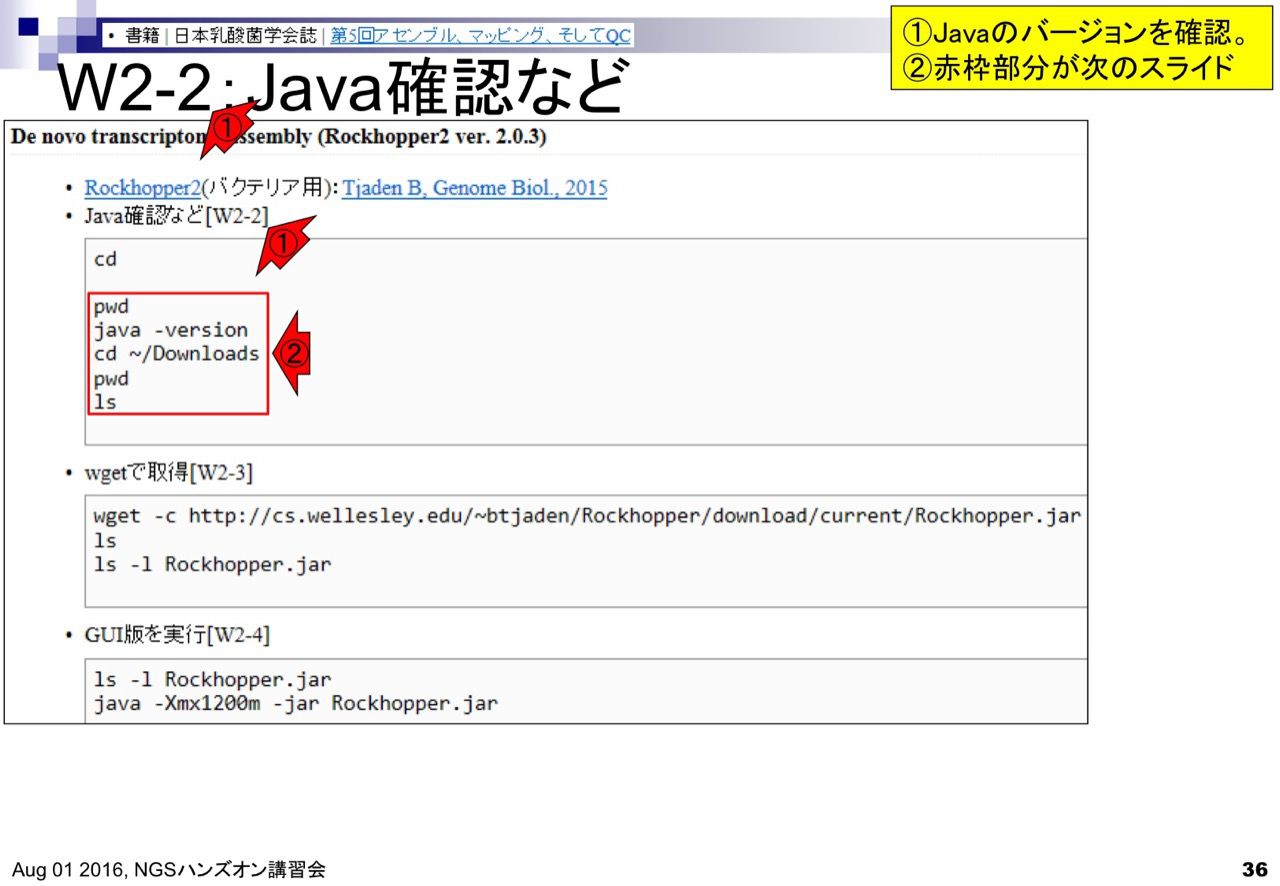 • 書籍 | 日本乳酸菌学会誌 | 第5回アセンブル、マッピング、そしてQC
①Javaのバージョンを確認。
②赤枠部分が次のスライド
W2-2:Java確認など
①
De novo transcriptom ssembly (Rockhopper2 ver. 2.0.3)
• Rockhopper2(バクテリア用): Tjaden B, Genome Biol., 2015
• Java確認など[W2-2]
①
cd
pwd
java -version
cd ~/Downloads
②
pwd
ls
• wgetで取得[W2-3]
wget -c http://cs.wellesley.edu/~btjaden/Rockhopper/download/current/Rockhopper.jar
ls
ls -l Rockhopper.jar
• GUI版を実行[W2-4]
ls -l Rockhopper.jar
java -Xmx1200m -jar Rockhopper.jar
Aug 01 2016, NGSハンズオン講習会
36